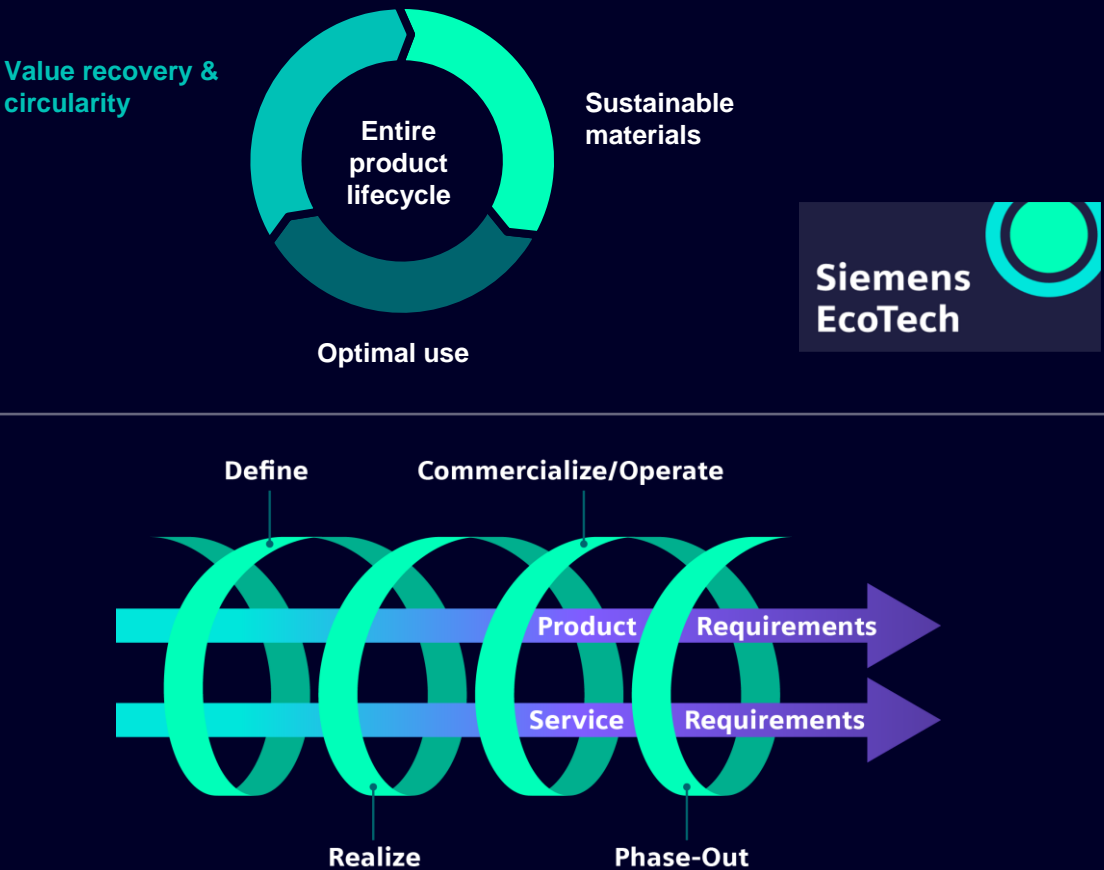 Value recovery &
circularity
Entire
product
lifecycle
Sustainable
materials
Optimal use
Siemens
EcoTech
Define
Commercialize/Operate
Product Requirements
Service Requirements
Realize
Phase-Out